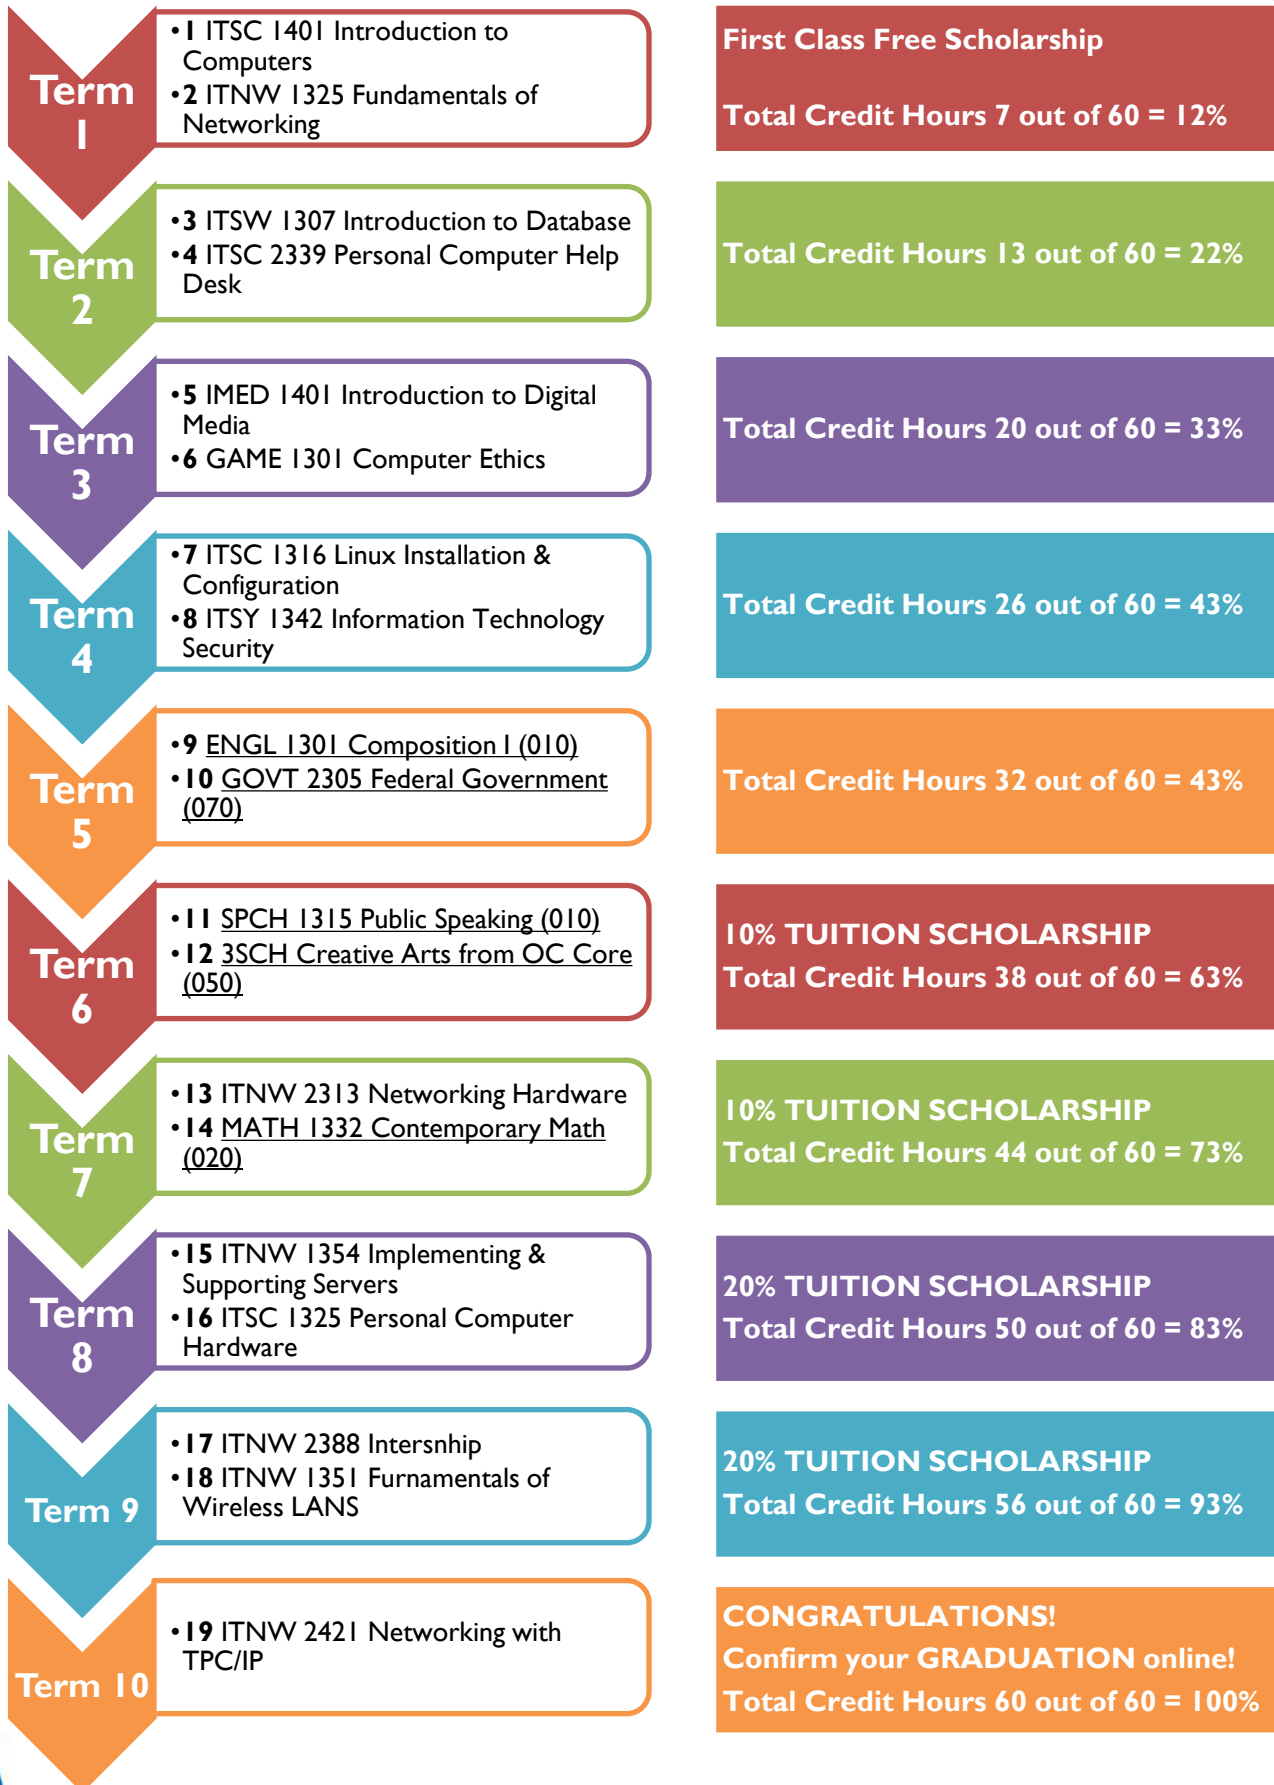 Term
1
• 1 ITSC 1401 Introduction to
Computers
• 2 ITNW 1325 Fundamentals of
Networking
First Class Free Scholarship
Total Credit Hours 7 out of 60 = 12%
Term
2
• 3 ITSW 1307 Introduction to Database
• 4 ITSC 2339 Personal Computer Help
Desk
Total Credit Hours 13 out of 60 = 22%
Term
3
• 5 IMED 1401 Introduction to Digital
Media
• 6 GAME 1301 Computer Ethics
Total Credit Hours 20 out of 60 = 33%
Term
4
• 7 ITSC 1316 Linux Installation &
Configuration
• 8 ITSY 1342 Information Technology
Security
Total Credit Hours 26 out of 60 = 43%
Term
5
• 9 ENGL 1301 Composition I (010)
• 10 GOVT 2305 Federal Government
(070)
Total Credit Hours 32 out of 60 = 43%
Term
6
• 11 SPCH 1315 Public Speaking (010)
• 12 3SCH Creative Arts from OC Core
(050)
10% TUITION SCHOLARSHIP
Total Credit Hours 38 out of 60 = 63%
Term
7
• 13 ITNW 2313 Networking Hardware
• 14 MATH 1332 Contemporary Math
(020)
10% TUITION SCHOLARSHIP
Total Credit Hours 44 out of 60 = 73%
Term
8
• 15 ITNW 1354 Implementing &
Supporting Servers
• 16 ITSC 1325 Personal Computer
Hardware
20% TUITION SCHOLARSHIP
Total Credit Hours 50 out of 60 = 83%
Term 9
• 17 ITNW 2388 Intersnhip
• 18 ITNW 1351 Furnamentals of
Wireless LANS
20% TUITION SCHOLARSHIP
Total Credit Hours 56 out of 60 = 93%
Term 10
• 19 ITNW 2421 Networking with
TPC/IP
CONGRATULATIONS!
Confirm your GRADUATION online!
Total Credit Hours 60 out of 60 = 100%